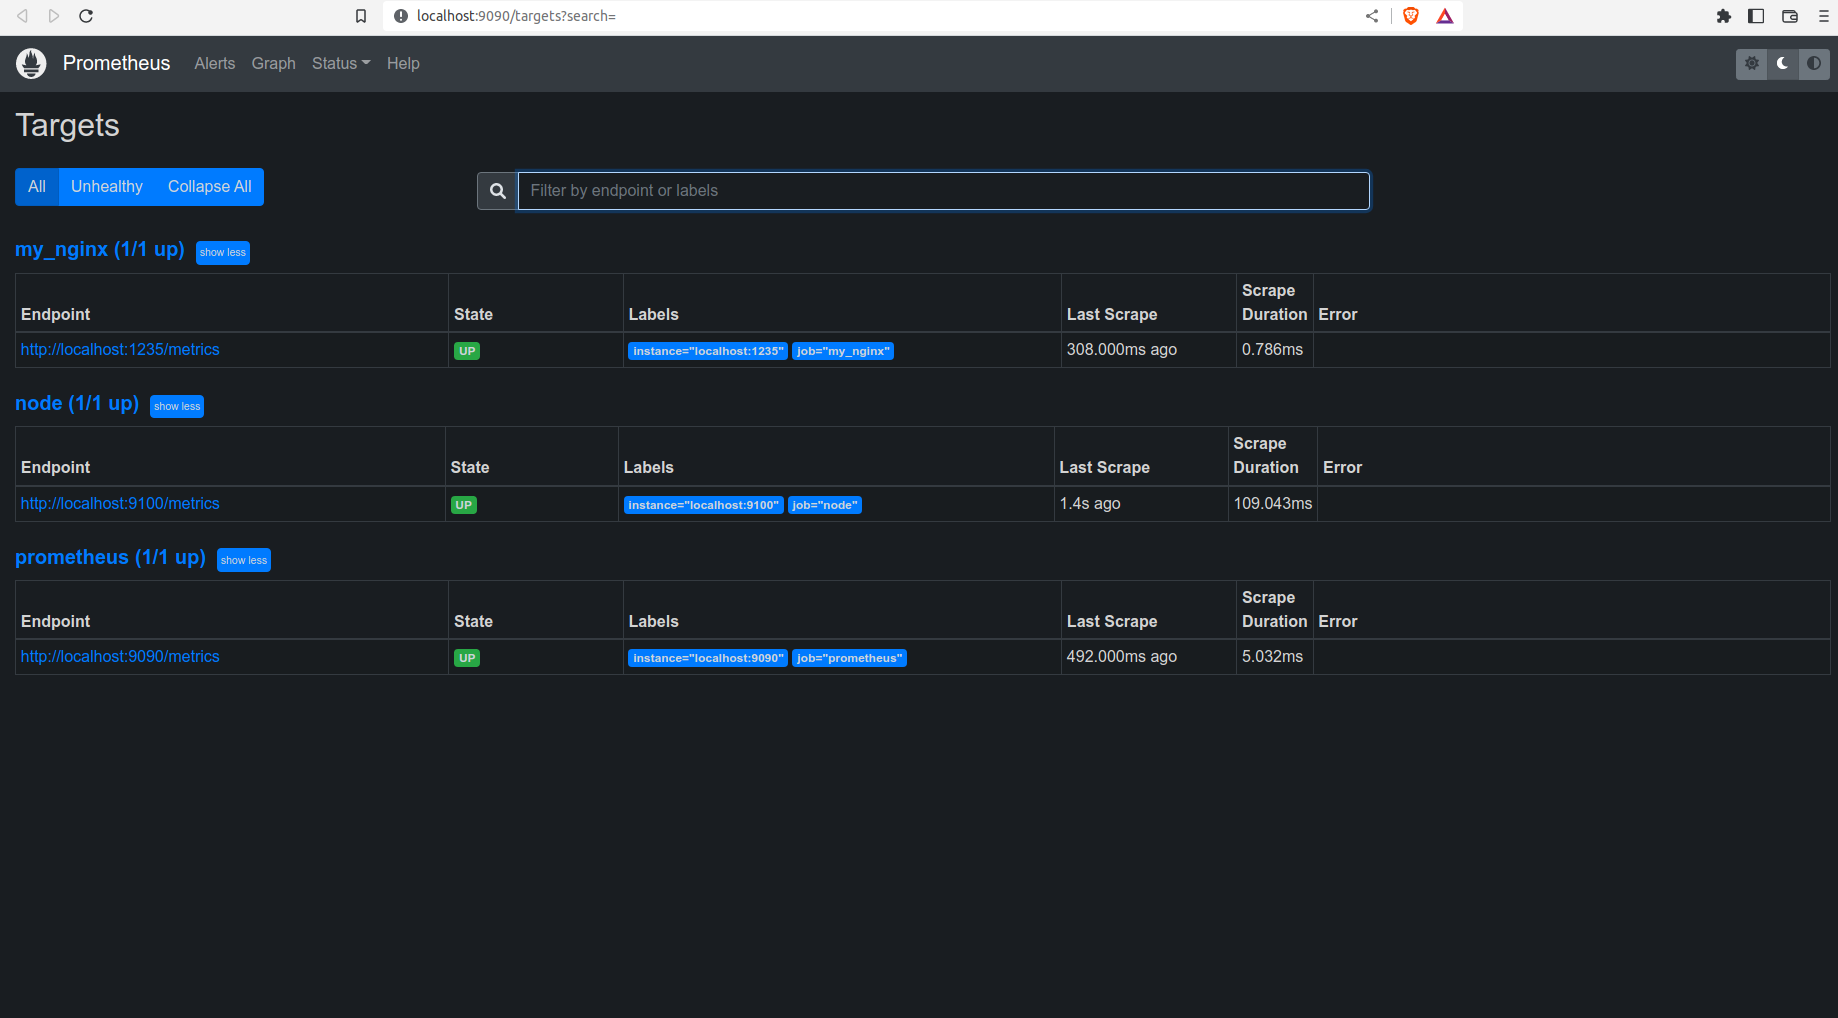 localhost:9090/targets?search=
Prometheus Alerts Graph Status Help
Targets
All Unhealthy Collapse All Filter by endpoint or labels
my_nginx (1/1 up) show less
Endpoint State Labels Last Scrape Scrape Duration Error
http://localhost:1235/metrics UP instance="localhost:1235" job="my_nginx" 308.000ms ago 0.786ms
node (1/1 up) show less
Endpoint State Labels Last Scrape Scrape Duration Error
http://localhost:9100/metrics UP instance="localhost:9100" job="node" 1.4s ago 109.043ms
prometheus (1/1 up) show less
Endpoint State Labels Last Scrape Scrape Duration Error
http://localhost:9090/metrics UP instance="localhost:9090" job="prometheus" 492.000ms ago 5.032ms